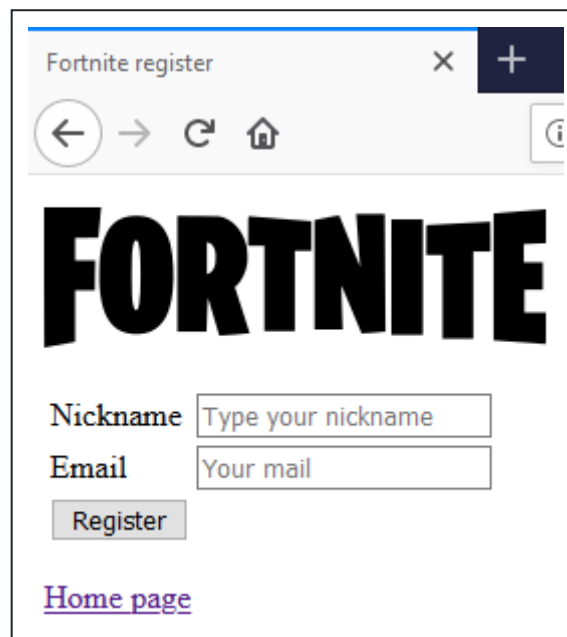 Fortnite register
FORTNITE
Nickname Type your nickname
Email Your mail
Register
Home page